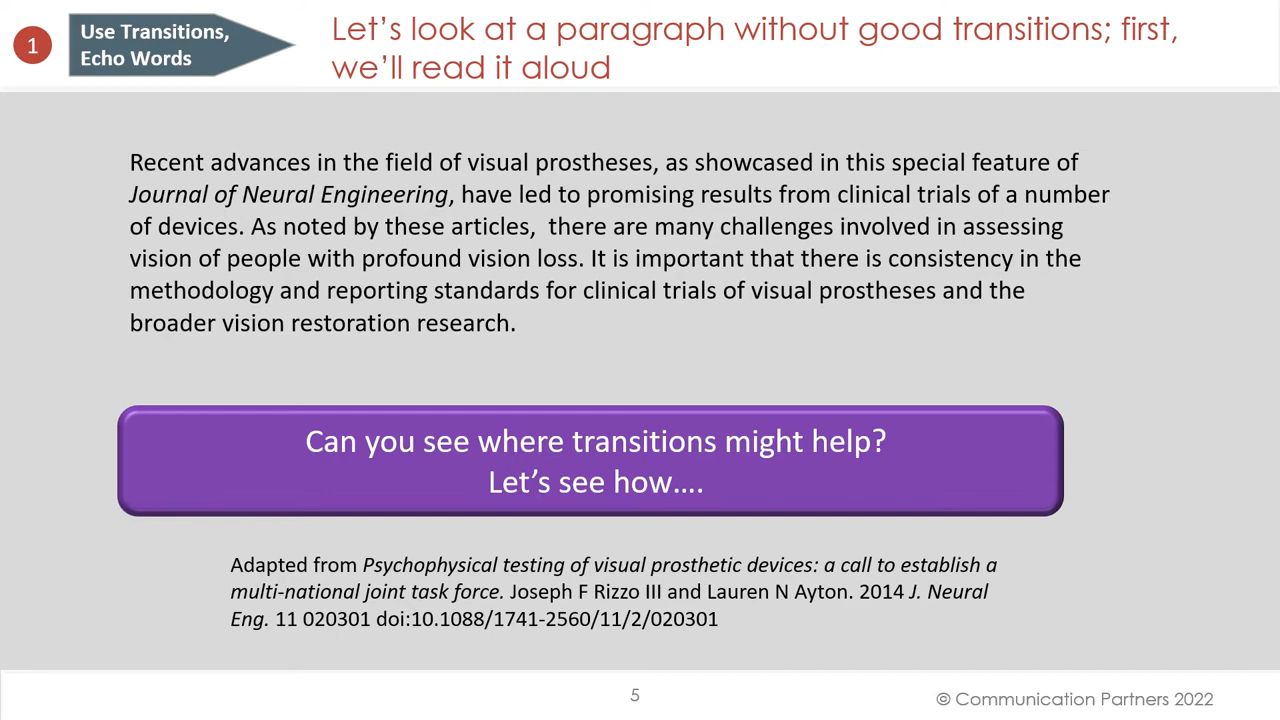 1
Use Transitions,
Echo Words
Let’s look at a paragraph without good transitions; first,
we’ll read it aloud
Recent advances in the field of visual prostheses, as showcased in this special feature of
Journal of Neural Engineering, have led to promising results from clinical trials of a number
of devices. As noted by these articles,  there are many challenges involved in assessing
vision of people with profound vision loss. It is important that there is consistency in the
methodology and reporting standards for clinical trials of visual prostheses and the
broader vision restoration research.
Can you see where transitions might help?
Let’s see how….
Adapted from Psychophysical testing of visual prosthetic devices: a call to establish a
multi-national joint task force. Joseph F Rizzo III and Lauren N Ayton. 2014 J. Neural
Eng. 11 020301 doi:10.1088/1741-2560/11/2/020301
5
© Communication Partners 2022